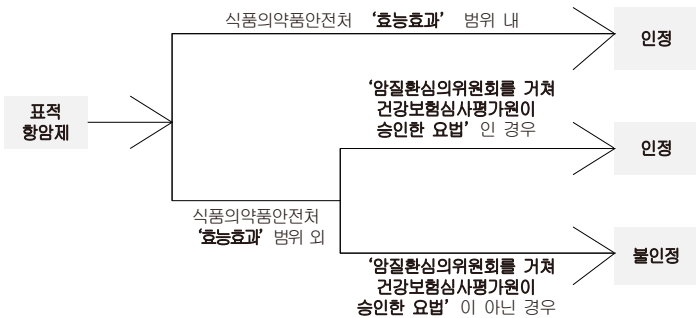 식품의약품안전처 '효능효과' 범위 내
인정
'암질환심의위원회를 거쳐
건강보험심사평가원이
승인한 요법' 인 경우
표적
항암제
인정
식품의약품안전처
'효능효과' 범위 외
불인정
'암질환심의위원회를 거쳐
건강보험심사평가원이
승인한 요법' 이 아닌 경우